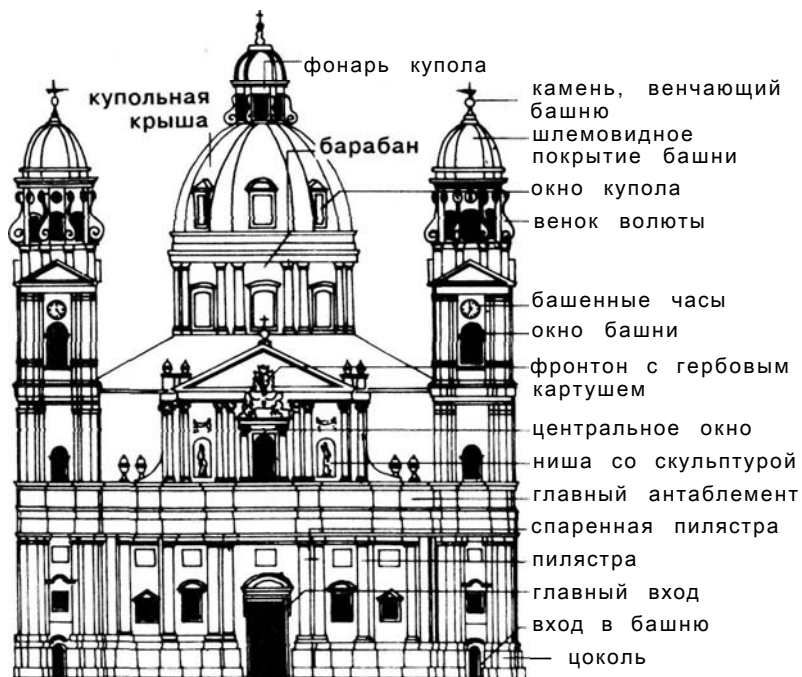 фонарь купола
купольная
крыша
барабан
камень, венчающий
башню
шлемовидное
покрытие башни
окно купола
венок волюты
башенные часы
окно башни
фронтон с гербовым
картушем
центральное окно
ниша со скульптурой
главный антаблемент
спаренная пилястра
пилястра
главный вход
вход в башню
цоколь